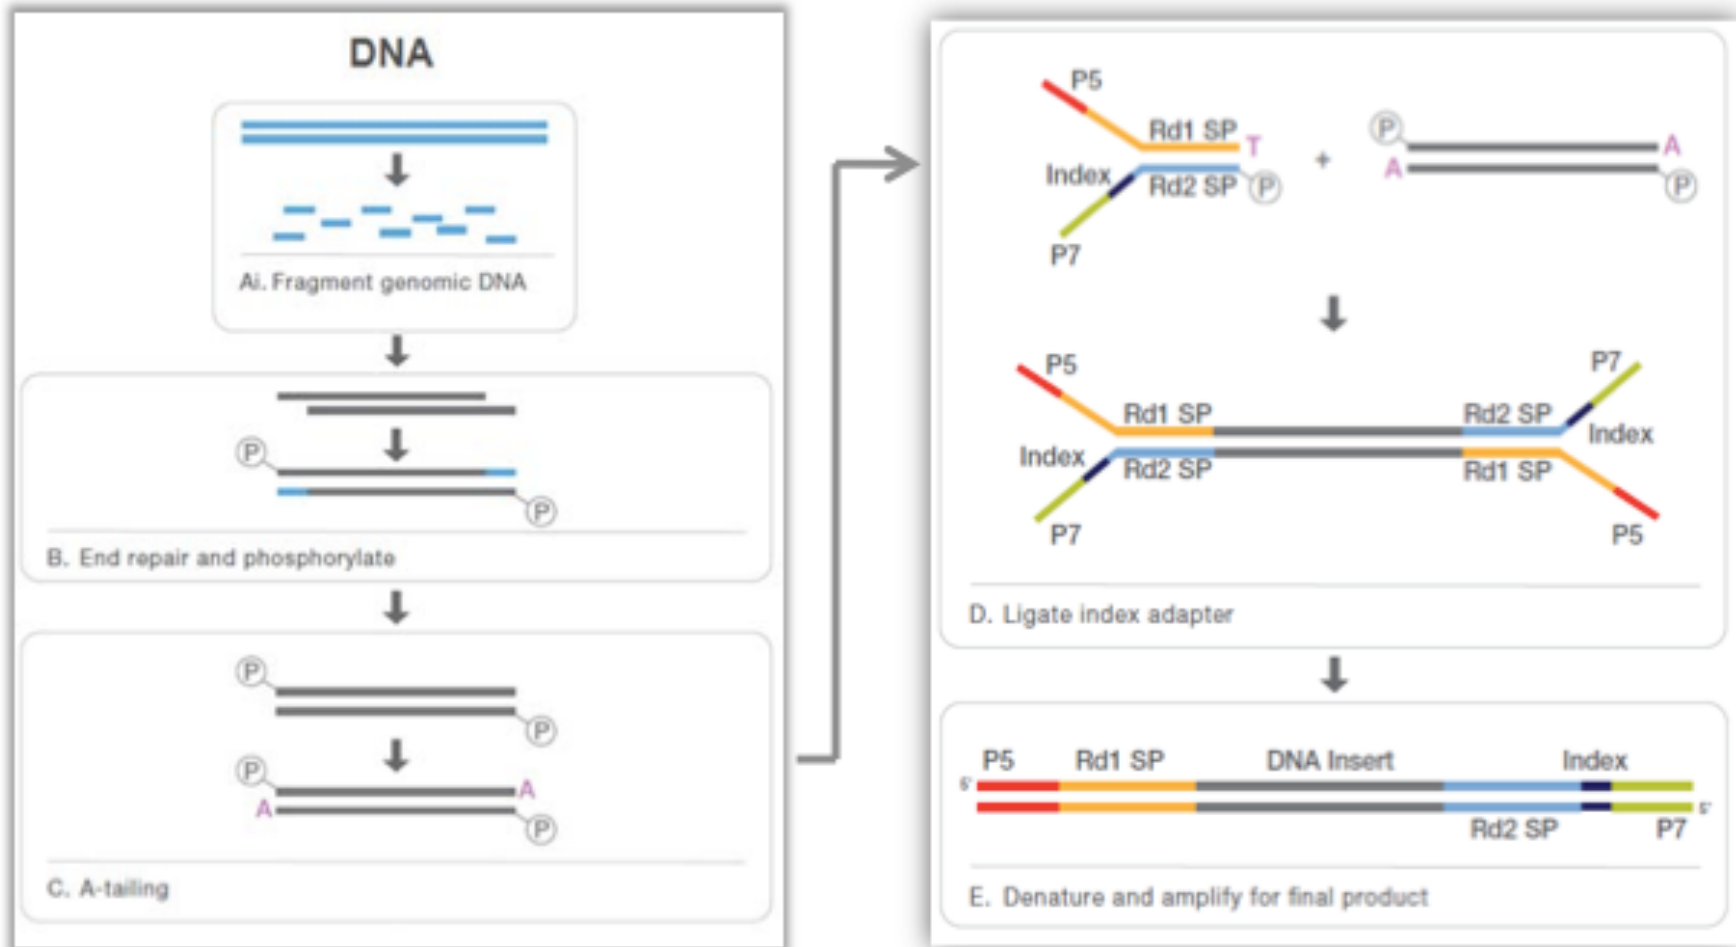 DNA
Ai. Fragment genomic DNA
P
P
B. End repair and phosphorylate
P
P
P
A
A
P
C. A-tailing
P5
Rd1 SP T
Index
Rd2 SP P
P7
+
P
A
A
P
P5
P7
Rd1 SP
Rd2 SP
Index
Index
Rd2 SP
Rd1 SP
P7
P5
D. Ligate index adapter
P5 Rd1 SP DNA Insert Index
5'
5'
Rd2 SP P7
E. Denature and amplify for final product